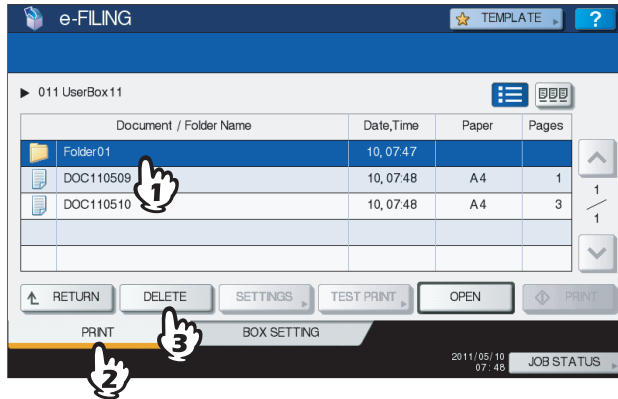 e-FILING
TEMPLATE
?
011 UserBox11
Document / Folder Name Date,Time Paper Pages
Folder01 10, 07:47
DOC110509 10, 07:48 A4 1
DOC110510 10, 07:48 A4 3
1
1
1
RETURN DELETE SETTINGS TEST PRINT OPEN PRINT
PRINT BOX SETTING
3
2
2011/05/10
07:48
JOB STATUS